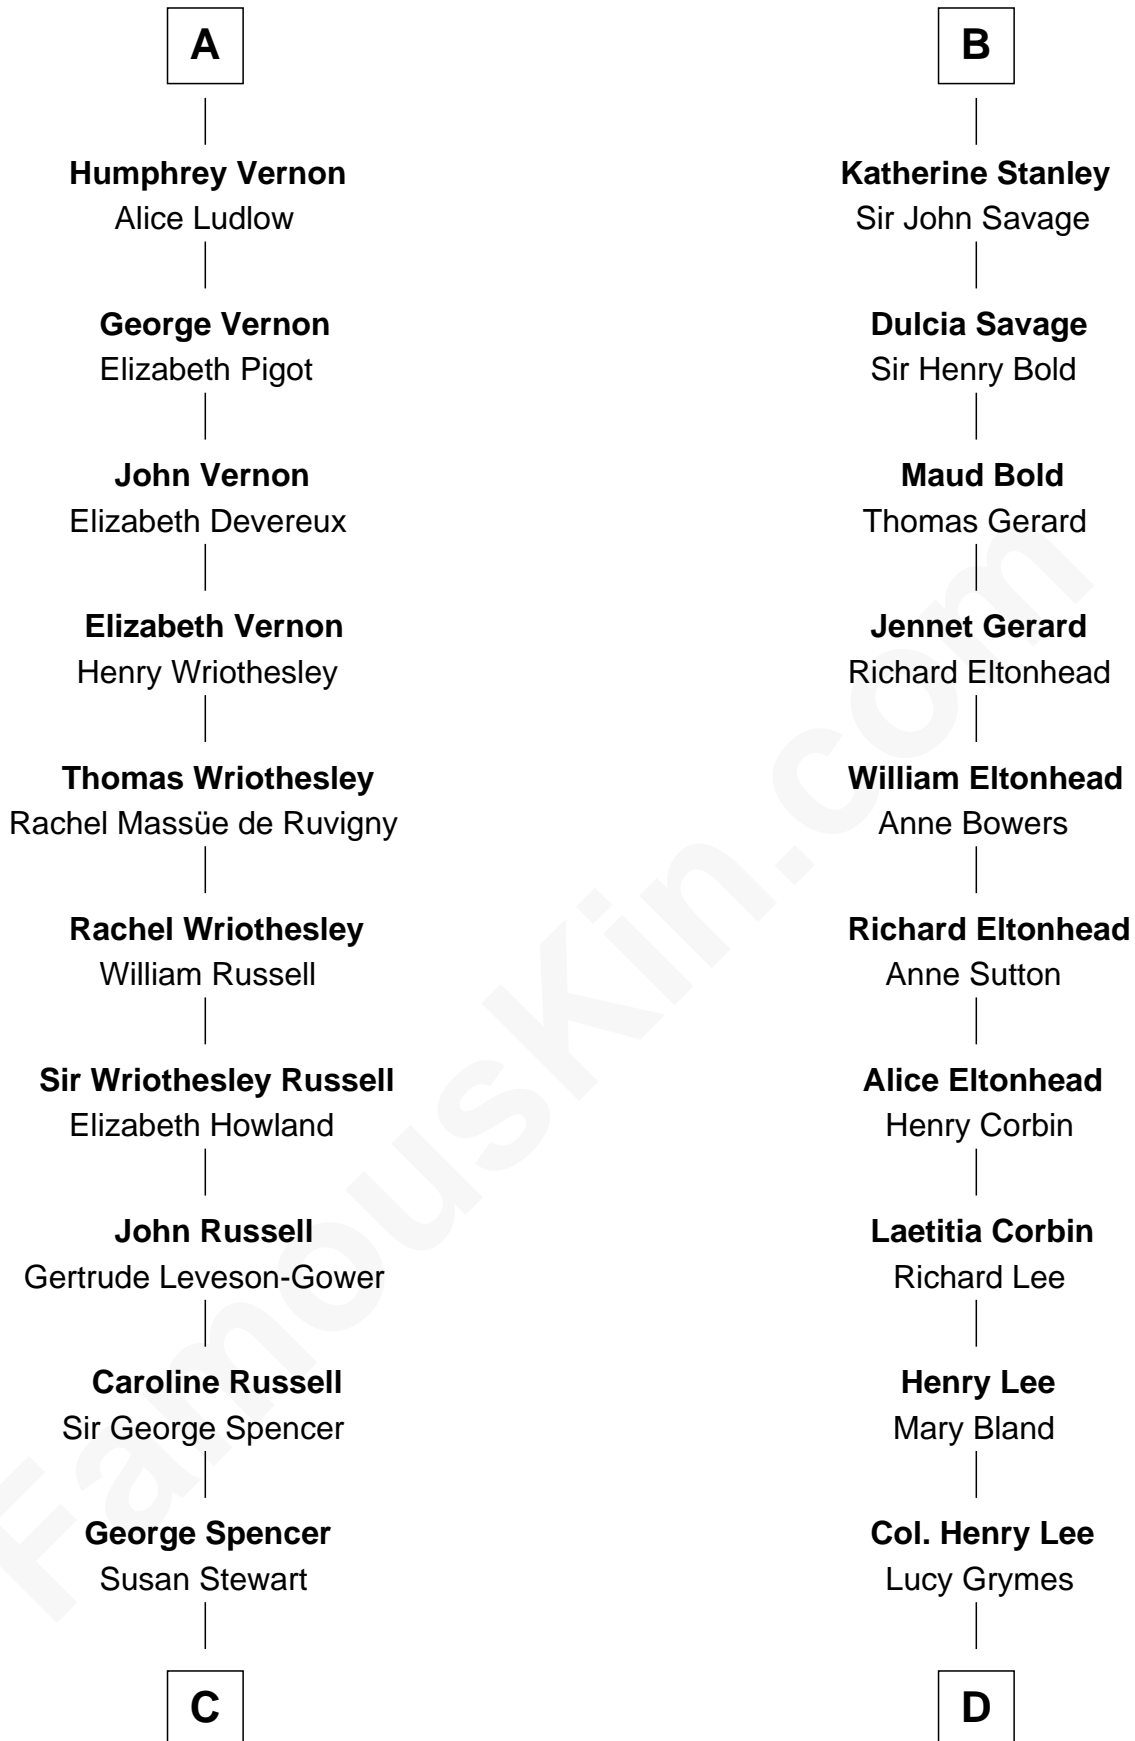 A
Humphrey Vernon
Alice Ludlow
George Vernon
Elizabeth Pigot
John Vernon
Elizabeth Devereux
Elizabeth Vernon
Henry Wriothesley
Thomas Wriothesley
Rachel Massüe de Ruvigny
Rachel Wriothesley
William Russell
Sir Wriothesley Russell
Elizabeth Howland
John Russell
Gertrude Leveson-Gower
Caroline Russell
Sir George Spencer
George Spencer
Susan Stewart
C
B
Katherine Stanley
Sir John Savage
Dulcia Savage
Sir Henry Bold
Maud Bold
Thomas Gerard
Jennet Gerard
Richard Eltonhead
William Eltonhead
Anne Bowers
Richard Eltonhead
Anne Sutton
Alice Eltonhead
Henry Corbin
Laetitia Corbin
Richard Lee
Henry Lee
Mary Bland
Col. Henry Lee
Lucy Grymes
D
FamousKin.com